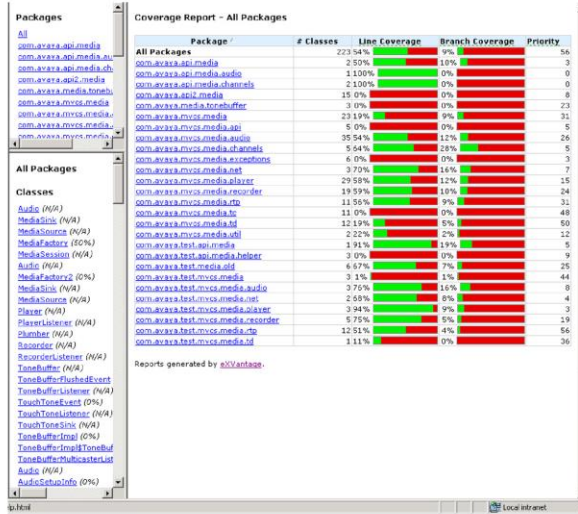 Packages
All
com.avaya.api.media
com.avaya.api.media.au
com.avaya.api.media.ch
com.avaya.api2.media
com.avaya.media.toneb
com.avaya.mvcs.media
com.avaya.mvcs.media.
com.avaya.mvcs.media.
All Packages
Classes
Audio (N/A)
MediaSink (N/A)
MediaSource (N/A)
MediaFactory (50%)
MediaSession (N/A)
Audio (N/A)
MediaFactory2 (0%)
MediaSink (N/A)
MediaSource (N/A)
Player (N/A)
PlayerListener (N/A)
Plumber (N/A)
Recorder (N/A)
RecorderListener (N/A)
ToneBuffer (N/A)
ToneBufferFlushedEvent
ToneBufferListener (N/A)
TouchToneEvent (0%)
TouchToneListener (N/A)
TouchToneSink (N/A)
ToneBufferImpl (0%)
ToneBufferImpl$ToneBuf
ToneBufferMulticasterList
Audio (N/A)
AudioSetupInfo (0%)
Coverage Report - All Packages
Package # Classes Line Coverage Branch Coverage Priority
All Packages 223 54% 9% 56
com.avaya.api.media 2 50% 10% 3
com.avaya.api.media.audio 1 100% 0% 0
com.avaya.api.media.channels 2 100% 0% 0
com.avaya.api2.media 15 0% 0% 8
com.avaya.media.tonebuffer 3 0% 0% 23
com.avaya.mvcs.media 23 19% 9% 31
com.avaya.mvcs.media.api 5 0% 0% 4
com.avaya.mvcs.media.audio 35 54% 12% 26
com.avaya.mvcs.media.channels 5 64% 28% 5
com.avaya.mvcs.media.exceptions 6 0% 0% 3
com.avaya.mvcs.media.net 3 70% 16% 7
com.avaya.mvcs.media.player 29 58% 12% 15
com.avaya.mvcs.media.recorder 19 59% 10% 24
com.avaya.mvcs.media.rtp 11 56% 9% 31
com.avaya.mvcs.media.tc 11 0% 0% 48
com.avaya.mvcs.media.td 12 19% 5% 50
com.avaya.mvcs.media.util 2 22% 2% 12
com.avaya.test.api.media 1 91% 19% 5
com.avaya.test.api.media.helper 3 0% 0% 9
com.avaya.test.media.old 6 67% 7% 25
com.avaya.test.mvcs.media 3 1% 1% 44
com.avaya.test.mvcs.media.audio 3 76% 16% 8
com.avaya.test.mvcs.media.net 2 68% 8% 4
com.avaya.test.mvcs.media.player 3 94% 9% 3
com.avaya.test.mvcs.media.recorder 5 75% 5% 19
com.avaya.test.mvcs.media.rtp 12 51% 4% 56
com.avaya.test.mvcs.media.td 1 11% 0% 36
Reports generated by eXVantage.
ip.html
Local intranet